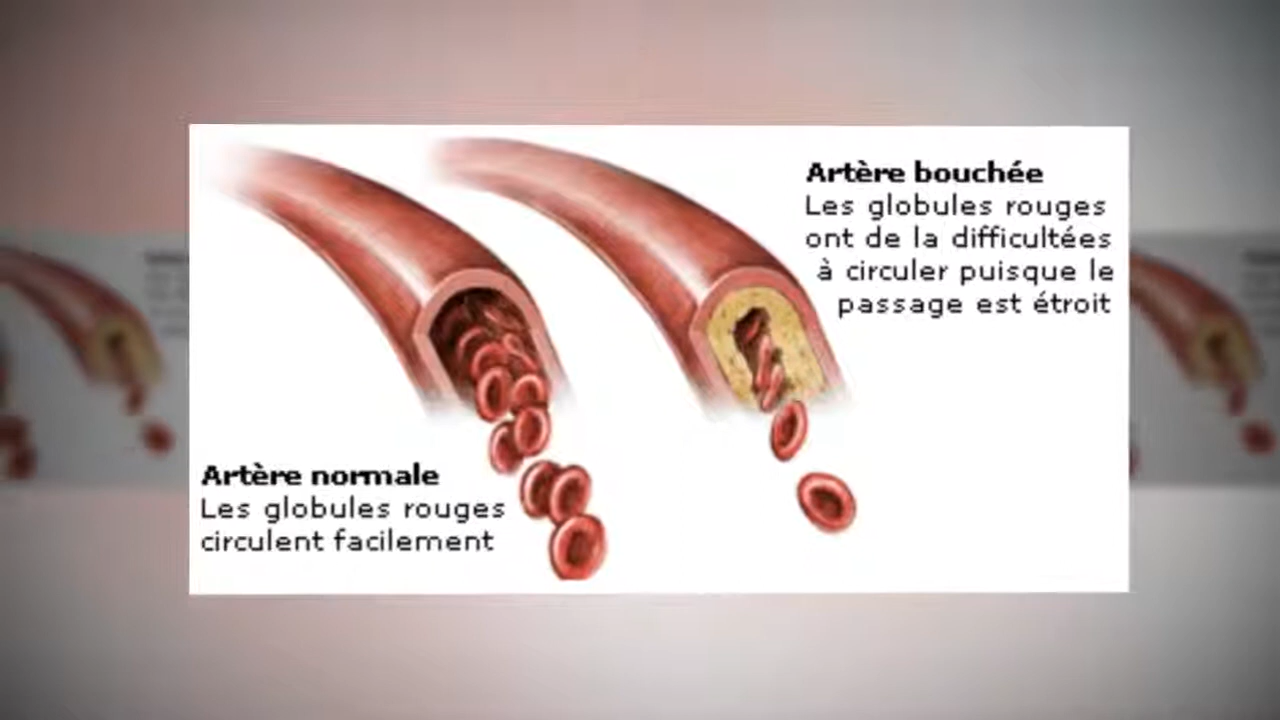 Artère bouchée
Les globules rouges
ont de la difficultées
à circuler puisque le
passage est étroit
Artère normale
Les globules rouges
circulent facilement